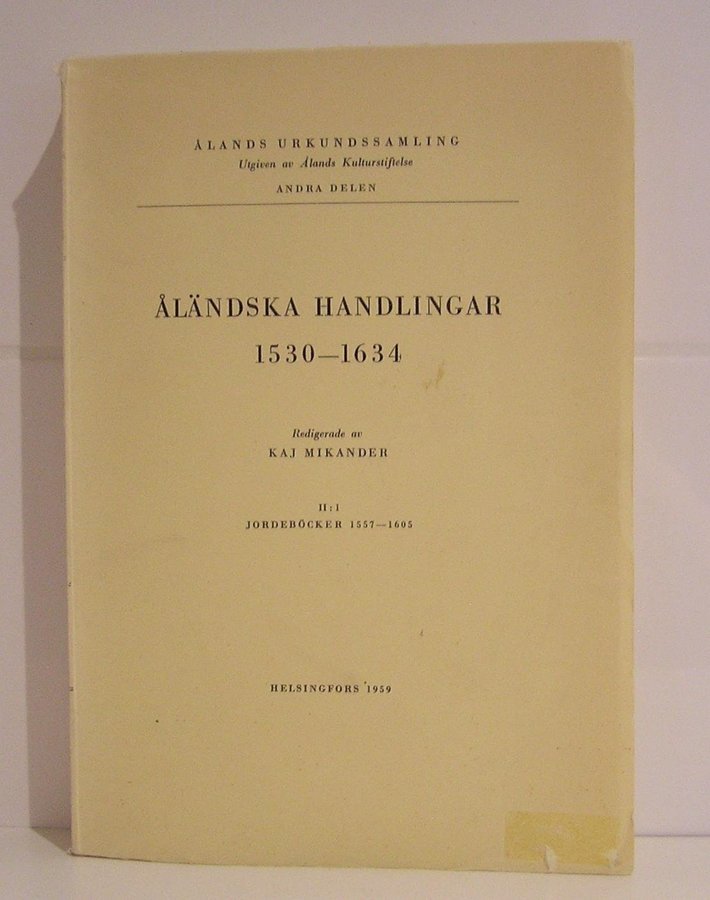 ÅLANDS URKUNDSSAMLING
Utgiven av Ålands Kulturstiftelse
ANDRA DELEN
ÅLÄNDSKA HANDLINGAR
1530—1634
Redigerade av
KAJ MIKANDER
II:1
JORDEBÖCKER 1557—1605
HELSINGFORS 1959